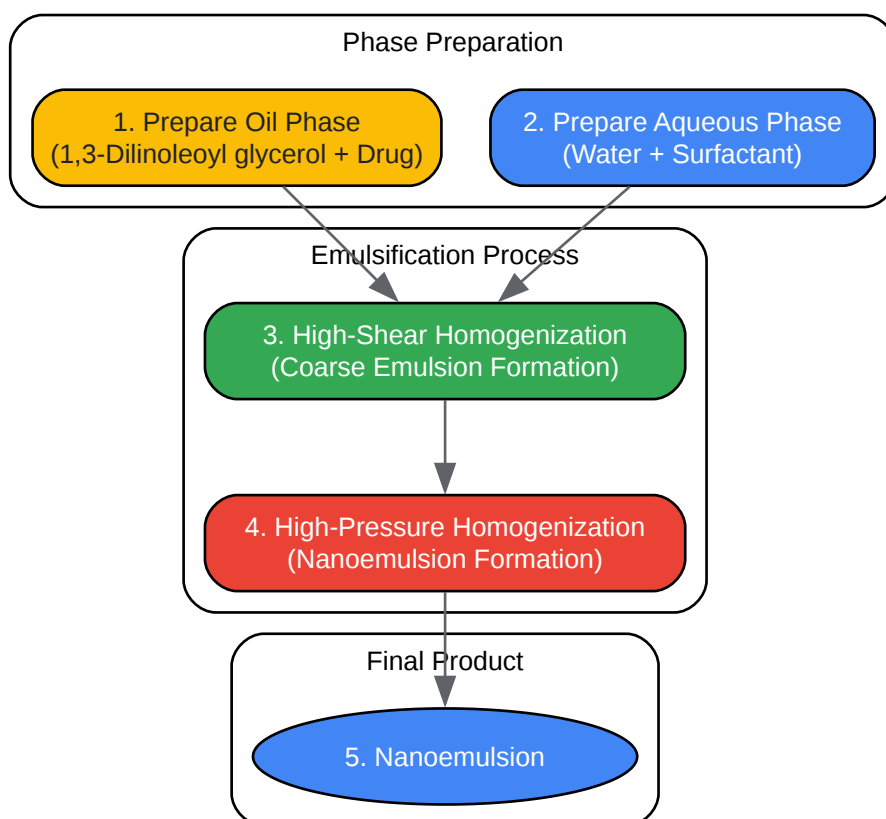 Phase Preparation
1. Prepare Oil Phase
(1,3-Dilinoleoyl glycerol + Drug)
2. Prepare Aqueous Phase
(Water + Surfactant)
Emulsification Process
3. High-Shear Homogenization
(Coarse Emulsion Formation)
4. High-Pressure Homogenization
(Nanoemulsion Formation)
Final Product
5. Nanoemulsion